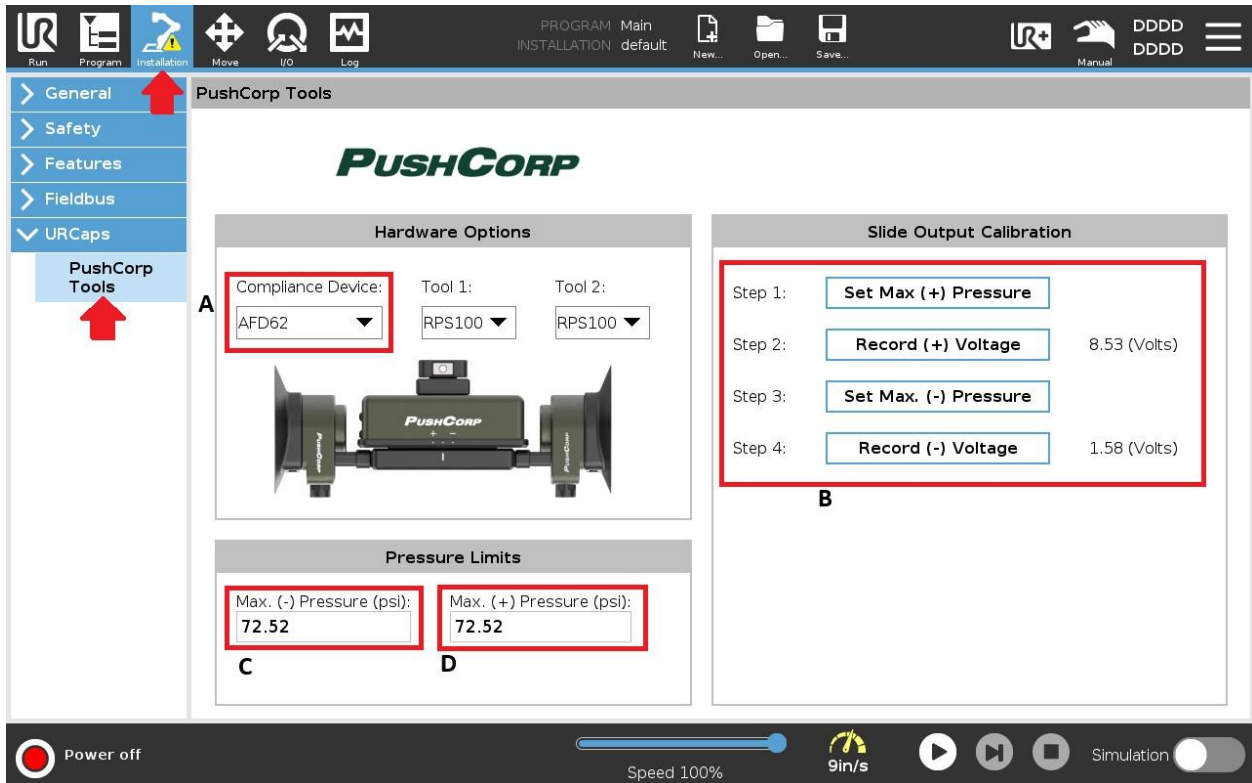 PROGRAM Main
INSTALLATION default
Run Program Installation Move I/O Log New... Open... Save... UR+ Manual
DDDD
DDDD
General
Safety
Features
Fieldbus
URCaps
PushCorp
Tools
PushCorp Tools
PUSHCORP
Hardware Options
A
Compliance Device: Tool 1: Tool 2:
AFD62 RPS100 RPS100
PUSHCORP
+ -
PUSHCORP
PUSHCORP
Pressure Limits
Max. (-) Pressure (psi): Max. (+) Pressure (psi):
72.52 72.52
C D
Slide Output Calibration
Step 1: Set Max (+) Pressure
Step 2: Record (+) Voltage 8.53 (Volts)
Step 3: Set Max. (-) Pressure
Step 4: Record (-) Voltage 1.58 (Volts)
B
Power off
Speed 100%
9in/s
Simulation